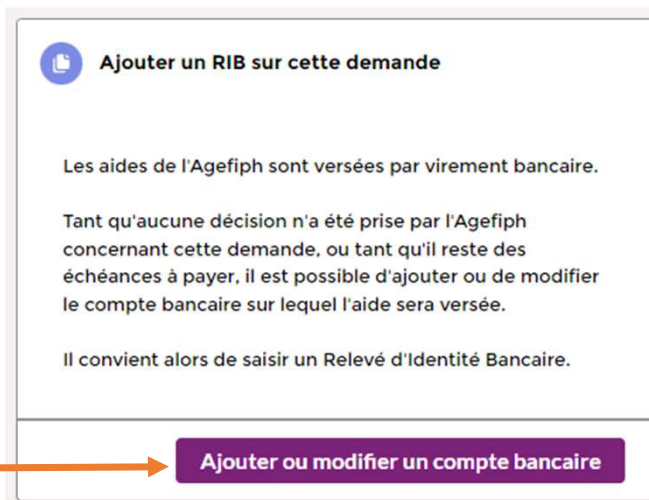 Ajouter un RIB sur cette demande
Les aides de l'Agefiph sont versées par virement bancaire.
Tant qu'aucune décision n'a été prise par l'Agefiph
concernant cette demande, ou tant qu'il reste des
échéances à payer, il est possible d'ajouter ou de modifier
le compte bancaire sur lequel l'aide sera versée.
Il convient alors de saisir un Relevé d'Identité Bancaire.
Ajouter ou modifier un compte bancaire